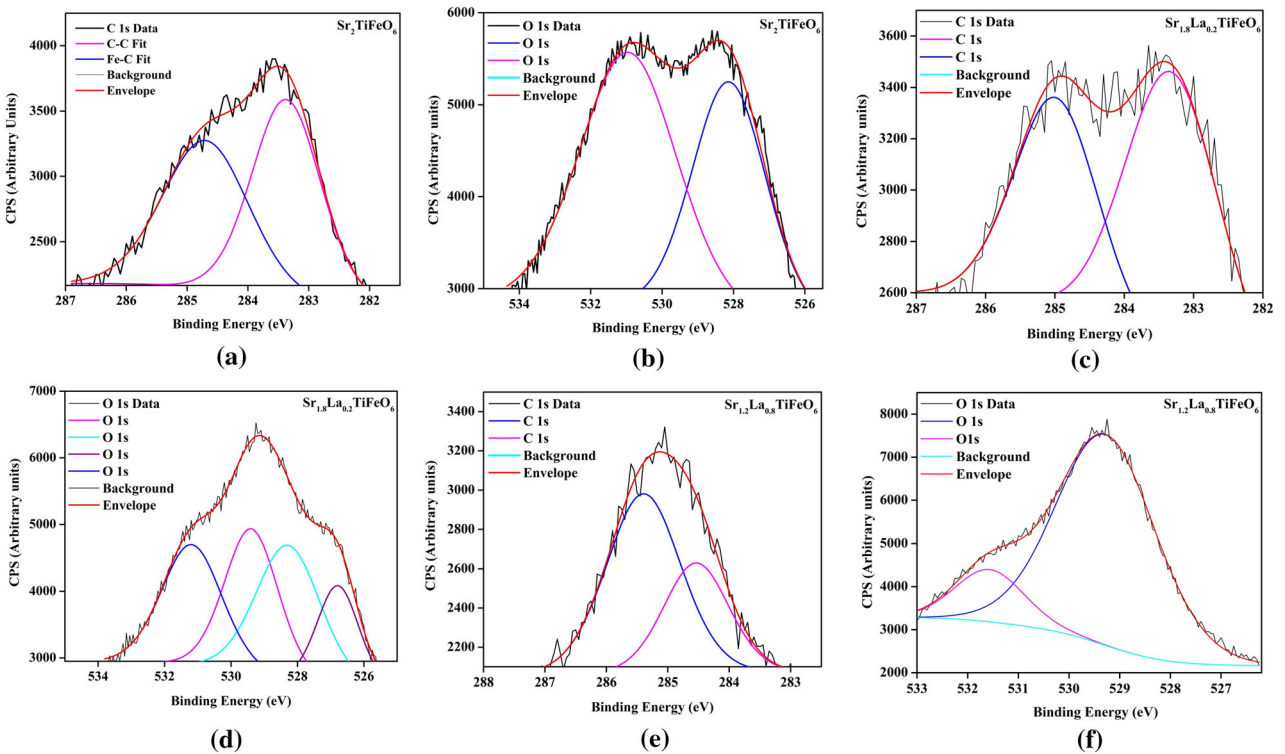 Sr2TiFeO6
C 1s Data
C-C Fit
Fe-C Fit
Background
Envelope
4000
3500
3000
2500
CPS (Arbitrary units)
287 286 285 284 283 282
Binding Energy (eV)
(a)
Sr2TiFeO6
O 1s Data
O 1s
O 1s
Background
Envelope
6000
5000
4000
3000
CPS (Arbitrary units)
534 532 530 528 526
Binding Energy (eV)
(b)
Sr1.8La0.2TiFeO6
C 1s Data
C 1s
C 1s
Background
Envelope
3600
3400
3200
3000
2800
2600
CPS (Arbitrary units)
287 286 285 284 283 282
Binding Energy (eV)
(c)
Sr1.8La0.2TiFeO6
O 1s Data
O 1s
O 1s
O 1s
O 1s
Background
Envelope
7000
6000
5000
4000
3000
CPS (Arbitrary units)
534 532 530 528 526
Binding Energy (eV)
(d)
Sr1.2La0.8TiFeO6
C 1s Data
C 1s
C 1s
Background
Envelope
3400
3200
3000
2800
2600
2400
2200
CPS (Arbitrary units)
288 287 286 285 284 283
Binding Energy (eV)
(e)
Sr1.2La0.8TiFeO6
O 1s Data
O 1s
O1s
Background
Envelope
8000
7000
6000
5000
4000
3000
2000
CPS (Arbitrary units)
533 532 531 530 529 528 527
Binding Energy (eV)
(f)